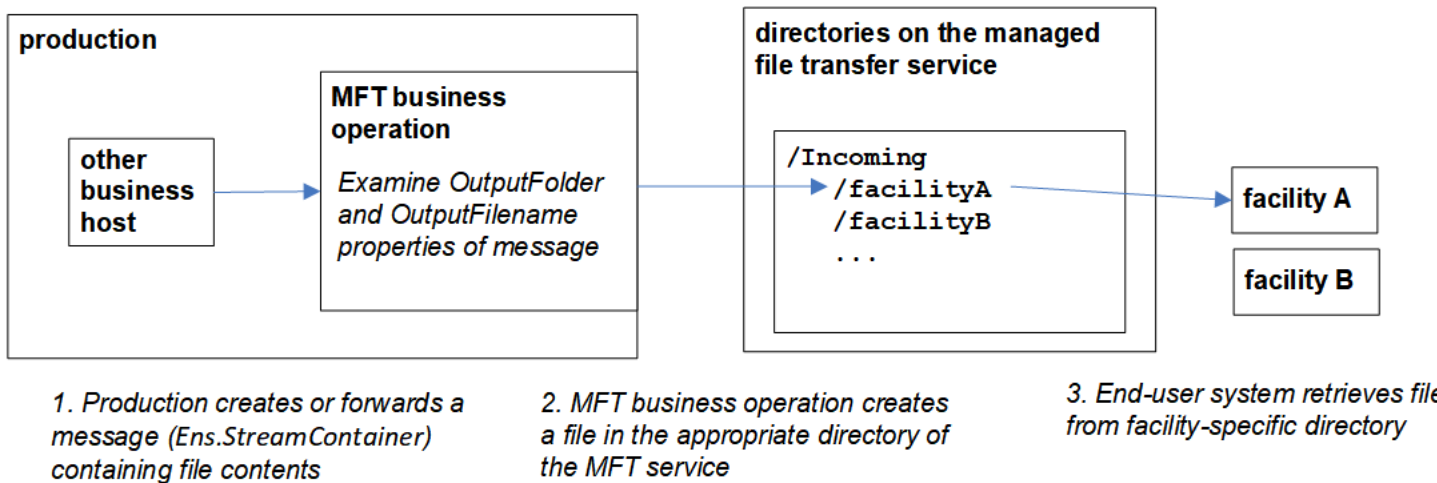 production
MFT business
operation
other
business
host
Examine OutputFolder
and OutputFilename
properties of message
directories on the managed
file transfer service
/Incoming
/facilityA
/facilityB
...
facility A
facility B
1. Production creates or forwards a
message (Ens.StreamContainer)
containing file contents
2. MFT business operation creates
a file in the appropriate directory of
the MFT service
3. End-user system retrieves file
from facility-specific directory